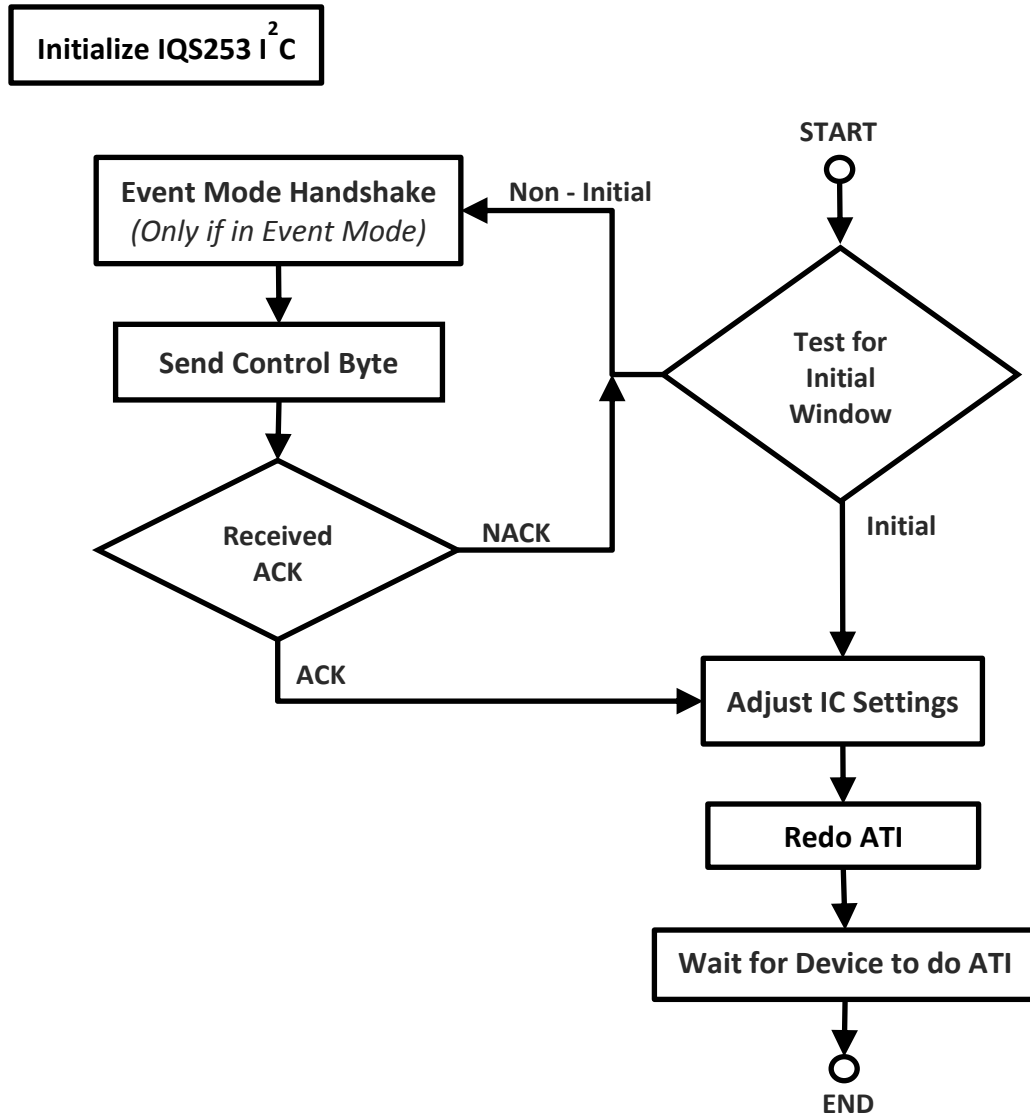 Initialize IQS253 I²C
START
Event Mode Handshake
(Only if in Event Mode)
Non - Initial
Send Control Byte
Test for
Initial
Window
Received
ACK
NACK
Initial
ACK
Adjust IC Settings
Redo ATI
Wait for Device to do ATI
END